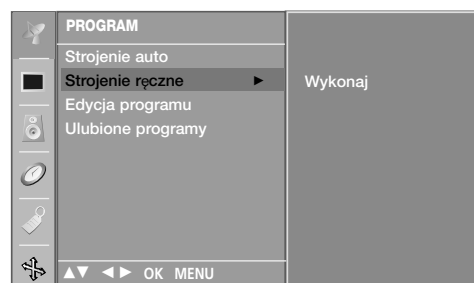 PROGRAM
Strojenie auto
Strojenie ręczne ►
Wykonaj
Edycja programu
Ulubione programy
▲▼ ◄► OK MENU